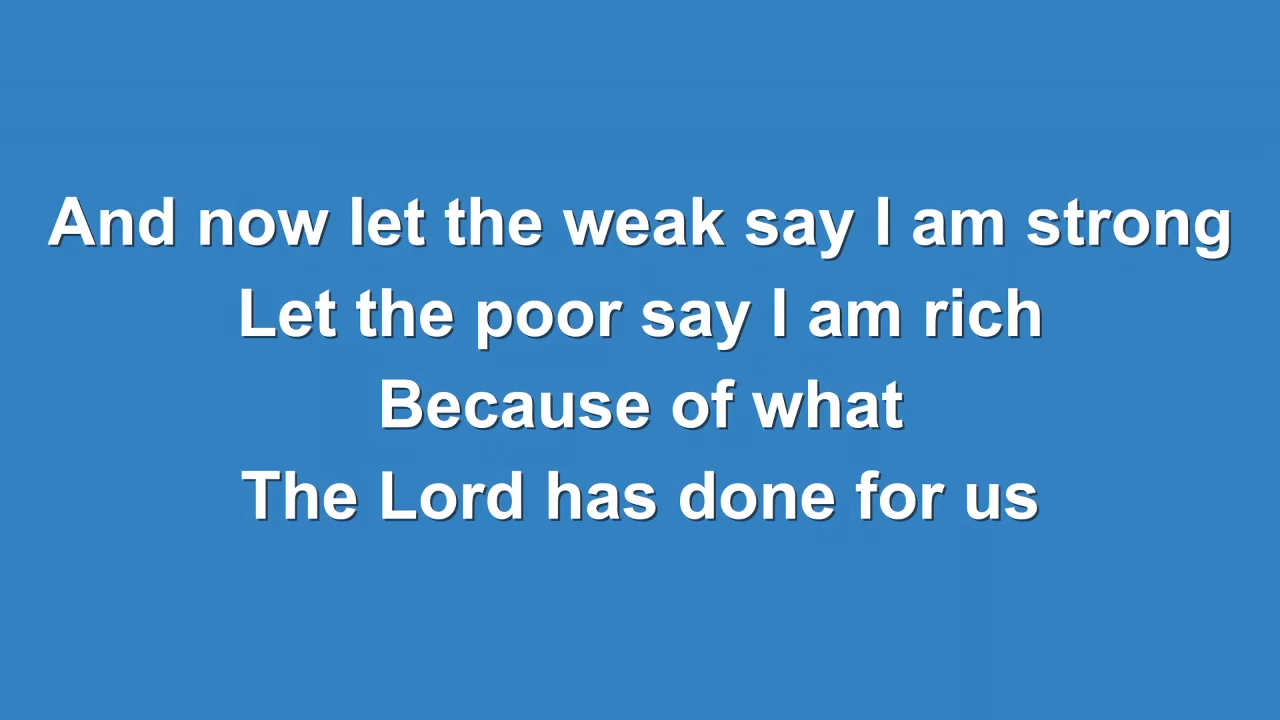 And now let the weak say I am strong
Let the poor say I am rich
Because of what
The Lord has done for us